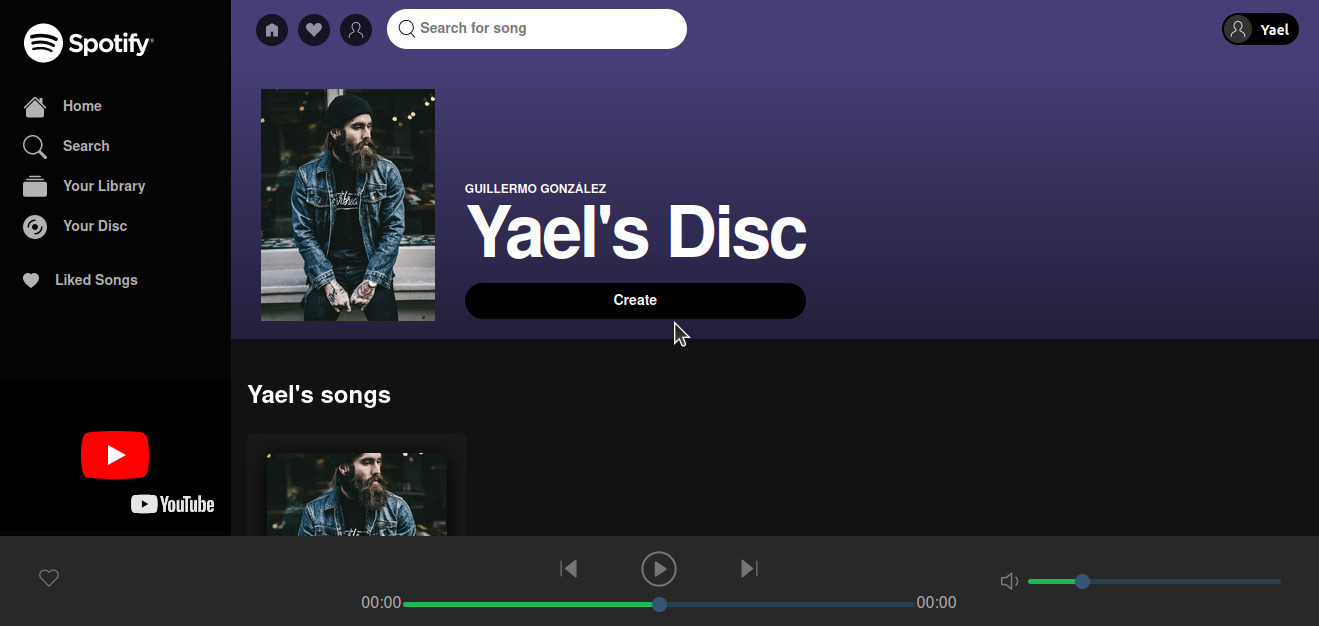 Spotify
Home
Search
Your Library
Your Disc
Liked Songs
YouTube
Search for song
Yael
GUILLERMO GONZÁLEZ
Yael's Disc
Create
Yael's songs
00:00
00:00